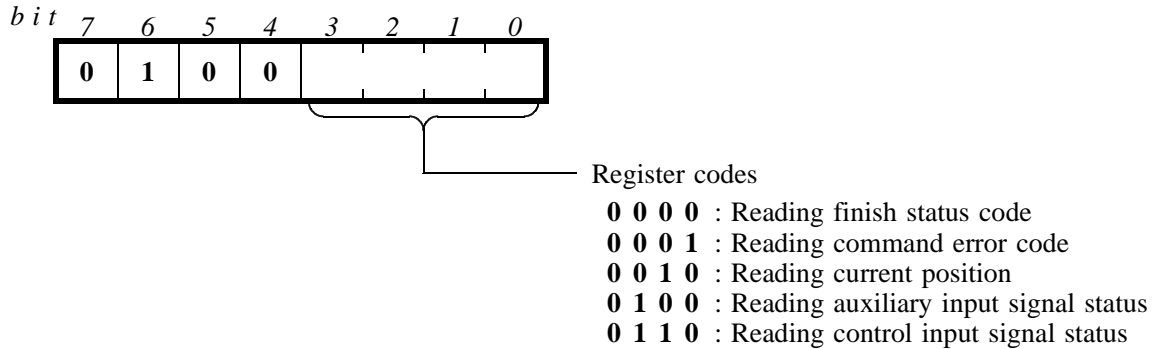 bit 7 6 5 4 3 2 1 0
0 1 0 0
Register codes
0 0 0 0 : Reading finish status code
0 0 0 1 : Reading command error code
0 0 1 0 : Reading current position
0 1 0 0 : Reading auxiliary input signal status
0 1 1 0 : Reading control input signal status